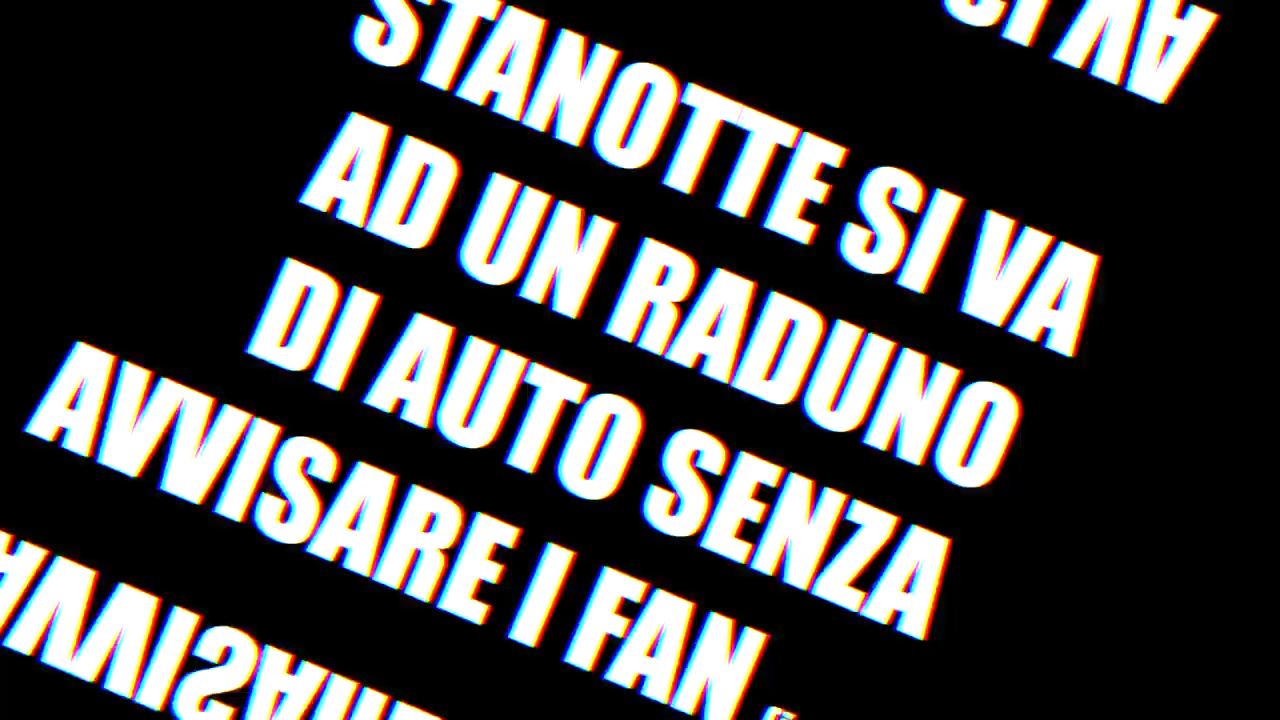 STANOTTE SI VA
AD UN RADUNO
DI AUTO SENZA
AVVISARE I FAN